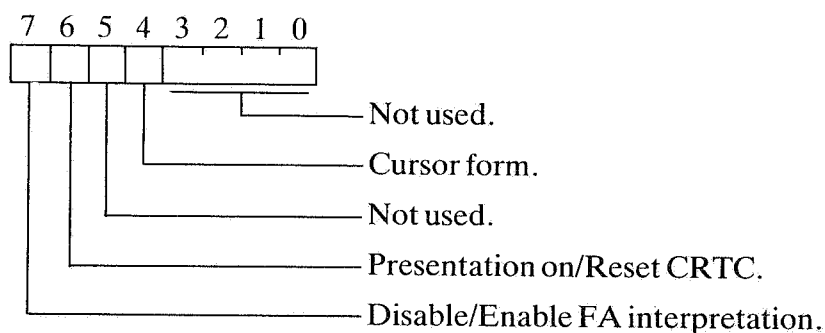 7 6 5 4 3 2 1 0
Not used.
Cursor form.
Not used.
Presentation on/Reset CRTC.
Disable/Enable FA interpretation.